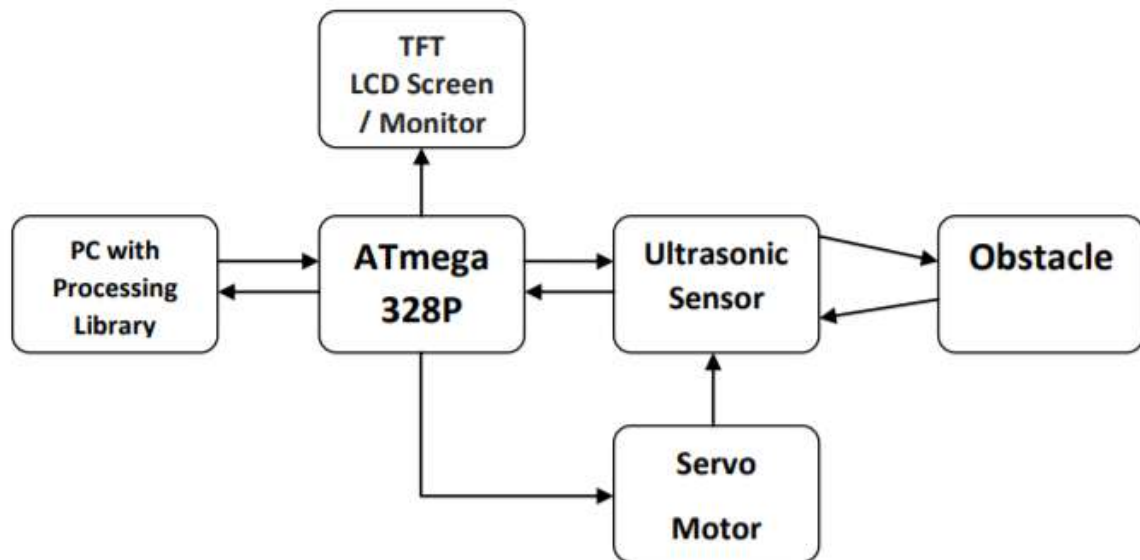 TFT
LCD Screen
/ Monitor
PC with
Processing
Library
ATmega
328P
Ultrasonic
Sensor
Obstacle
Servo
Motor